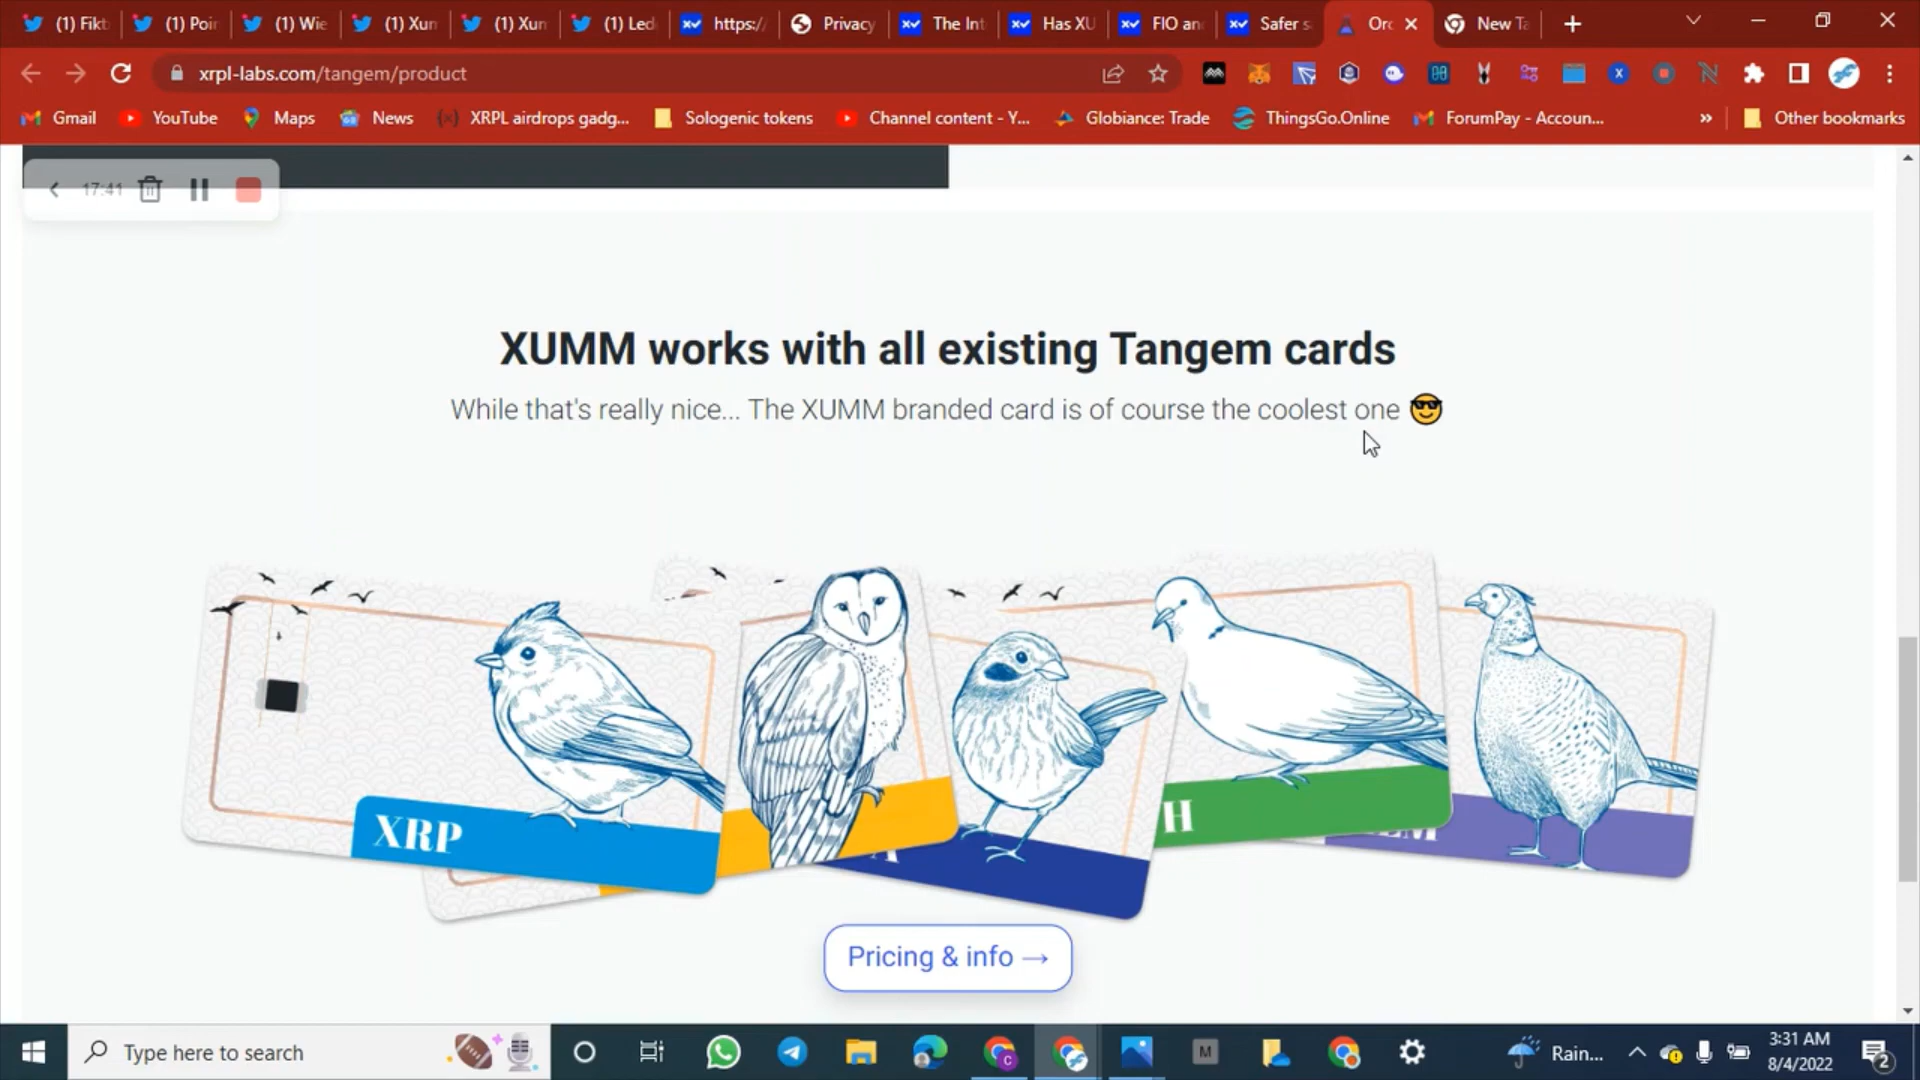 (1) Fikt
(1) Poir
(1) Wie
(1) Xun
(1) Xun
(1) Led
https:/
Privacy
The Int
Has XU
FIO an
Safer s
Orc
New Ta
xrpl-labs.com/tangem/product
Gmail
YouTube
Maps
News
XRPL airdrops gadg...
Sologenic tokens
Channel content - Y...
Globiance: Trade
ThingsGo.Online
ForumPay - Accoun...
»
Other bookmarks
17:41
XUMM works with all existing Tangem cards
While that's really nice... The XUMM branded card is of course the coolest one 😎
XRP
A
H
Pricing & info →
Type here to search
Rain...
3:31 AM
8/4/2022
2